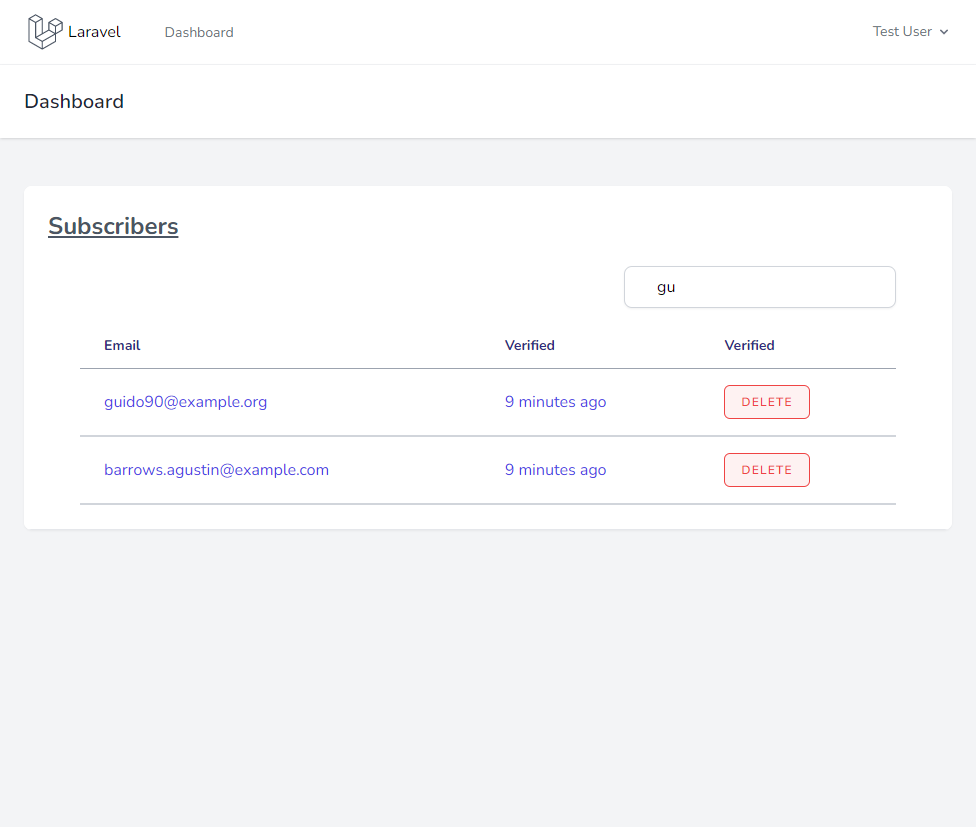 Laravel Dashboard Test User
Dashboard
Subscribers
gu
Email Verified Verified
guido90@example.org 9 minutes ago DELETE
barrows.agustin@example.com 9 minutes ago DELETE